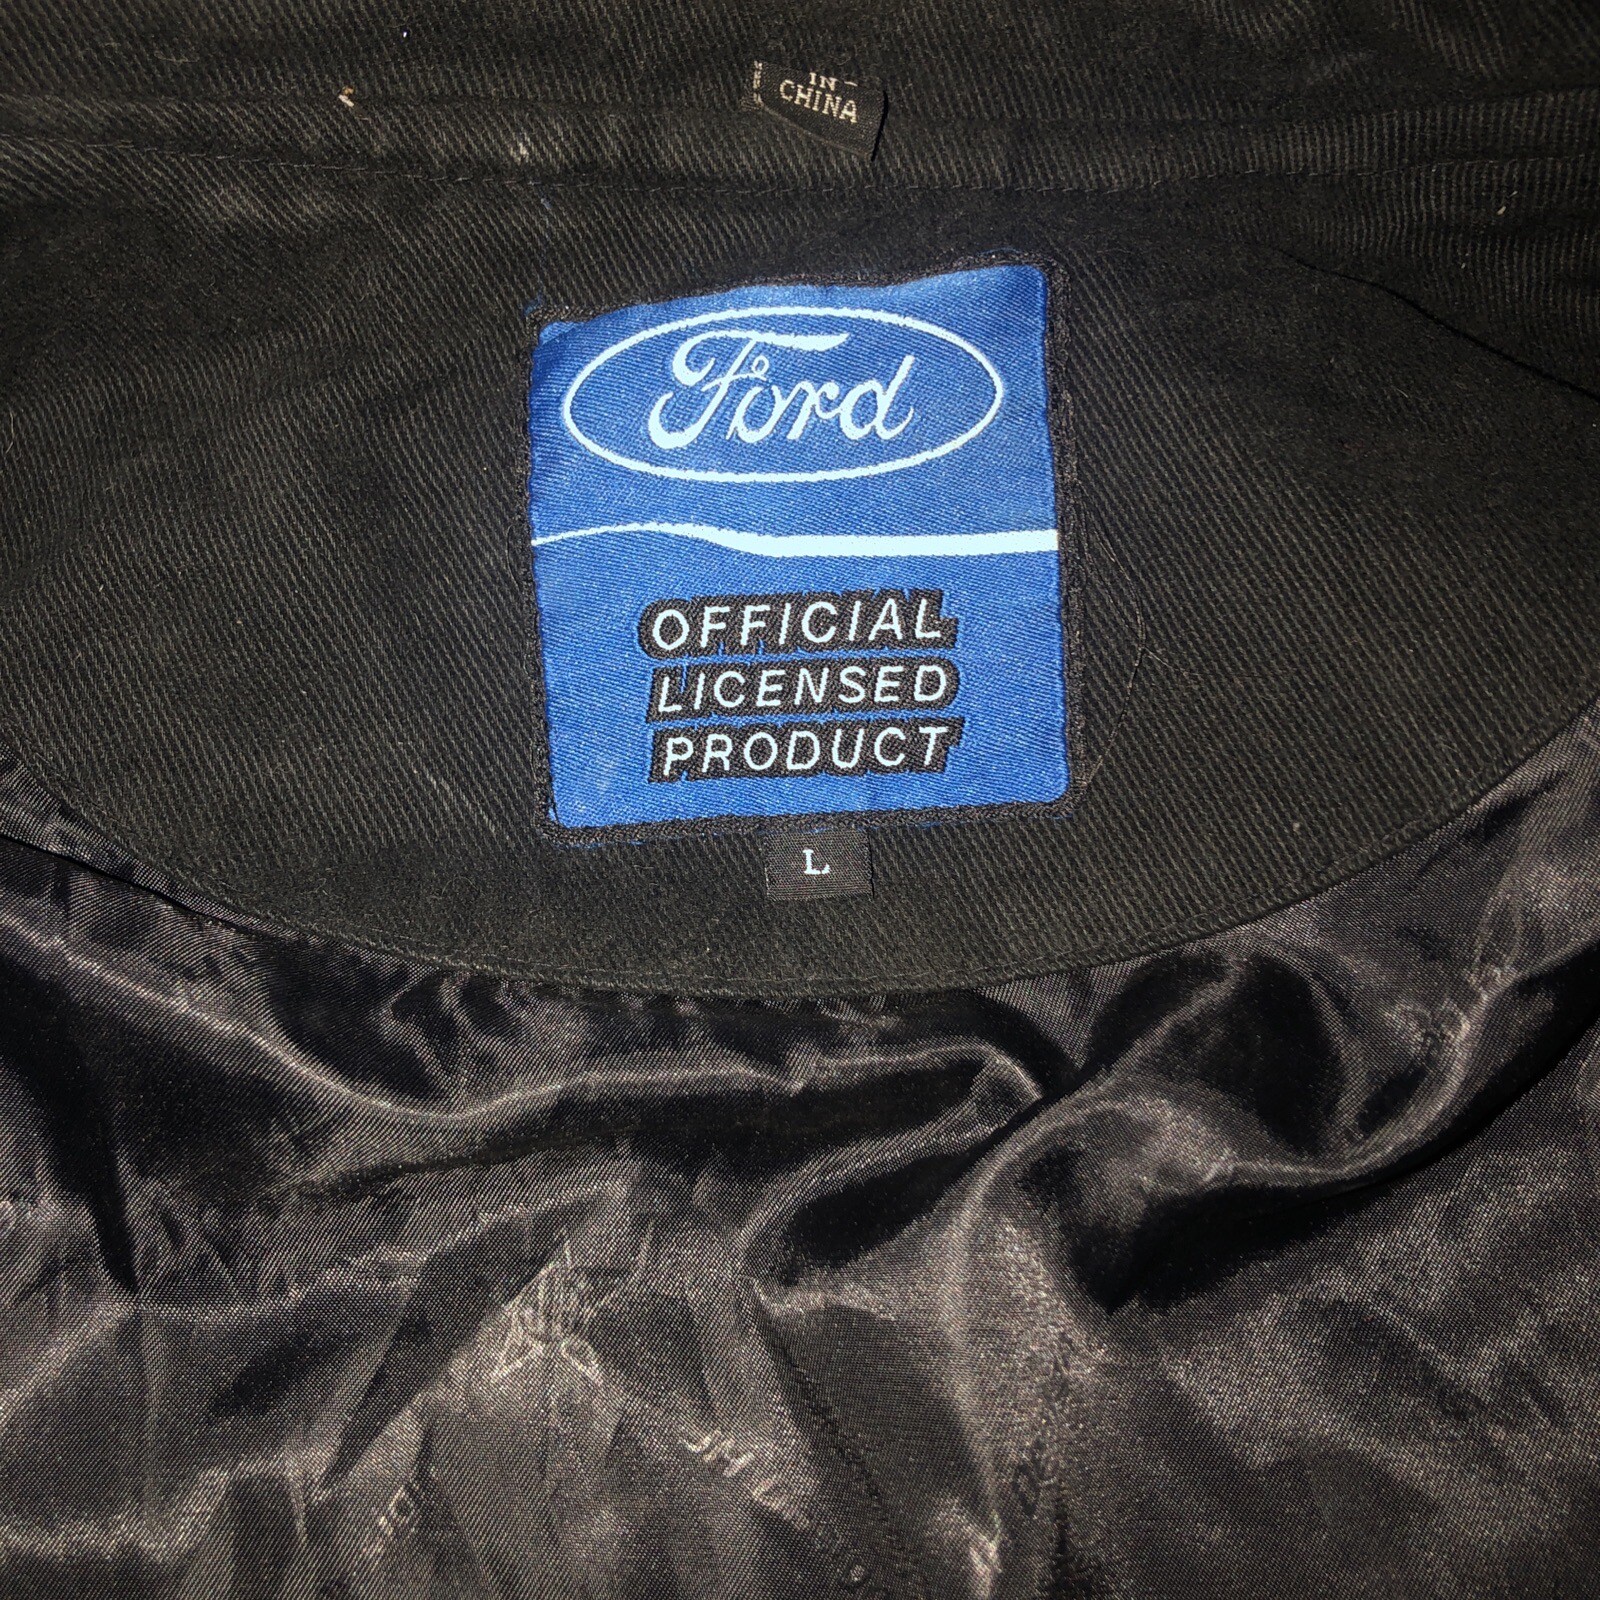 IN
CHINA
Ford
OFFICIAL
LICENSED
PRODUCT
L